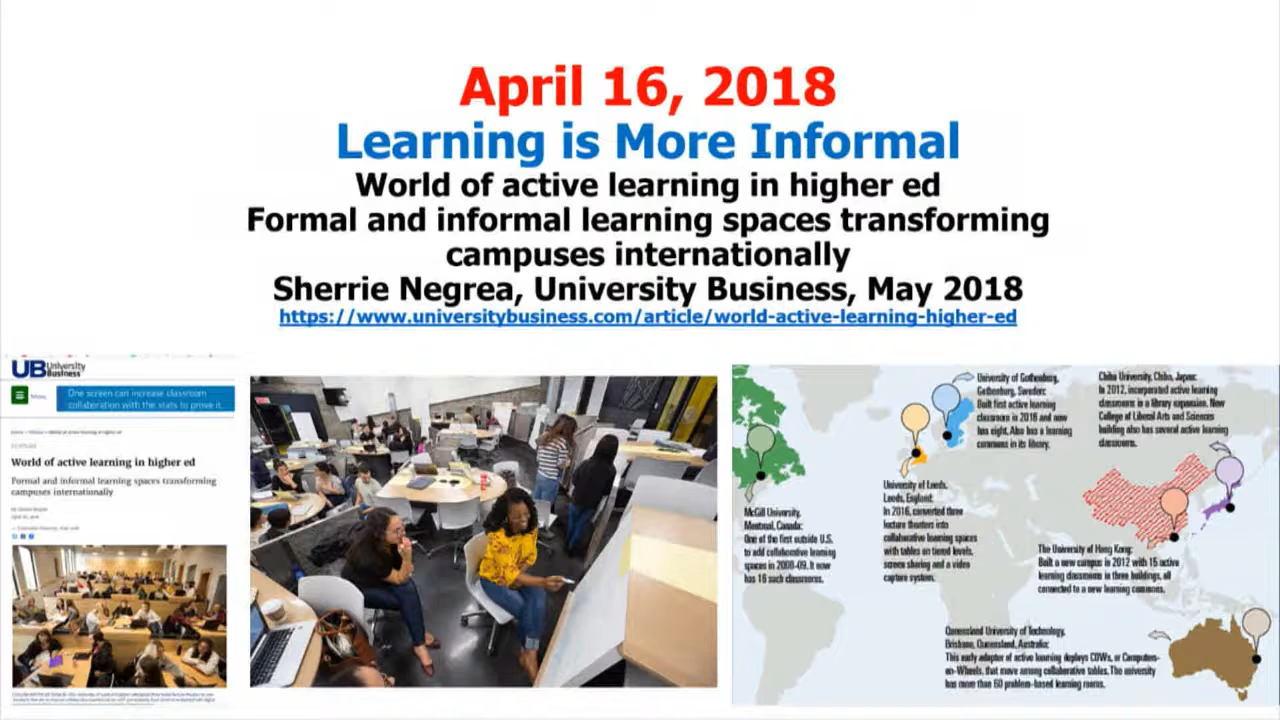 April 16, 2018
Learning is More Informal
World of active learning in higher ed
Formal and informal learning spaces transforming
campuses internationally
Sherrie Negrea, University Business, May 2018
https://www.universitybusiness.com/article/world-active-learning-higher-ed
UB University
Business
Menu
One screen can increase classroom
collaboration with the stats to prove it.
World of active learning in higher ed
Formal and informal learning spaces transforming
campuses internationally
University of Gothenburg,
Gothenburg, Sweden:
Built first active learning
classroom in 2016 and now
has eight. Also has a learning
commons in its library.
Chiba University, Chiba, Japan:
In 2012, incorporated active learning
classrooms in a library expansion. New
College of Liberal Arts and Sciences
building also has several active learning
classrooms.
McGill University,
Montreal, Canada:
One of the first outside U.S.
to add collaborative learning
spaces in 2008-09. It now
has 16 such classrooms.
University of Leeds,
Leeds, England:
In 2016, converted three
lecture theaters into
collaborative learning spaces
with tables on tiered levels,
screen sharing and a video
capture system.
The University of Hong Kong:
Built a new campus in 2012 with 15 active
learning classrooms in three buildings, all
connected to a new learning commons.
Queensland University of Technology,
Brisbane, Queensland, Australia:
This early adapter of active learning deploys COWs, or Computers-
on-Wheels, that move among collaborative tables. The university
has more than 60 problem-based learning rooms.